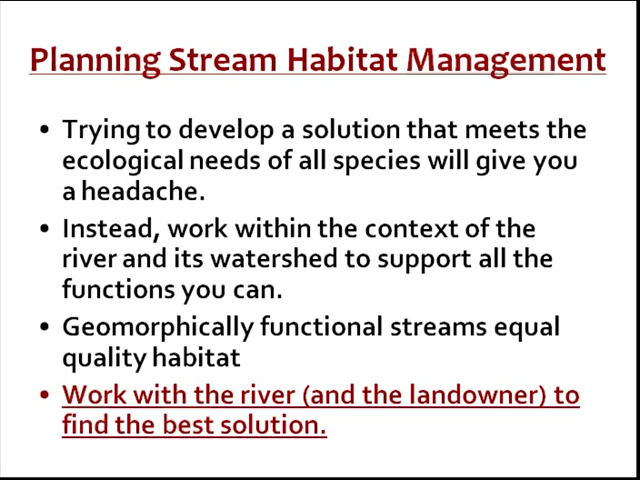 Planning Stream Habitat Management
• Trying to develop a solution that meets the
ecological needs of all species will give you
a headache.
• Instead, work within the context of the
river and its watershed to support all the
functions you can.
• Geomorphically functional streams equal
quality habitat
• Work with the river (and the landowner) to
find the best solution.